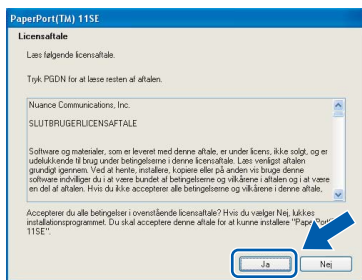 PaperPort(TM) 11SE
Licensaftale
Læs følgende licensaftale.
Tryk PGDN for at læse resten af aftalen.
Nuance Communications, Inc.
SLUTBRUGERLICENSAFTALE
Software og materialer, som er leveret med denne aftale, er under licens, ikke solgt, og er
udelukkende til brug under betingelserne i denne licensaftale. Læs venligst aftalen
grundigt igennem. Ved at hente, installere, kopiere eller på anden vis bruge denne
software indvilliger du i at være bundet af betingelserne og vilkårene i aftalen og i at være
en del af aftalen. Hvis du ikke accepterer alle betingelser og vilkårene i denne aftale,
Accepterer du alle betingelser i ovenstående licensaftale? Hvis du vælger Nej, lukkes
installationsprogrammet. Du skal acceptere denne aftale for at kunne installere "PaperPort
11SE".
Ja
Nej